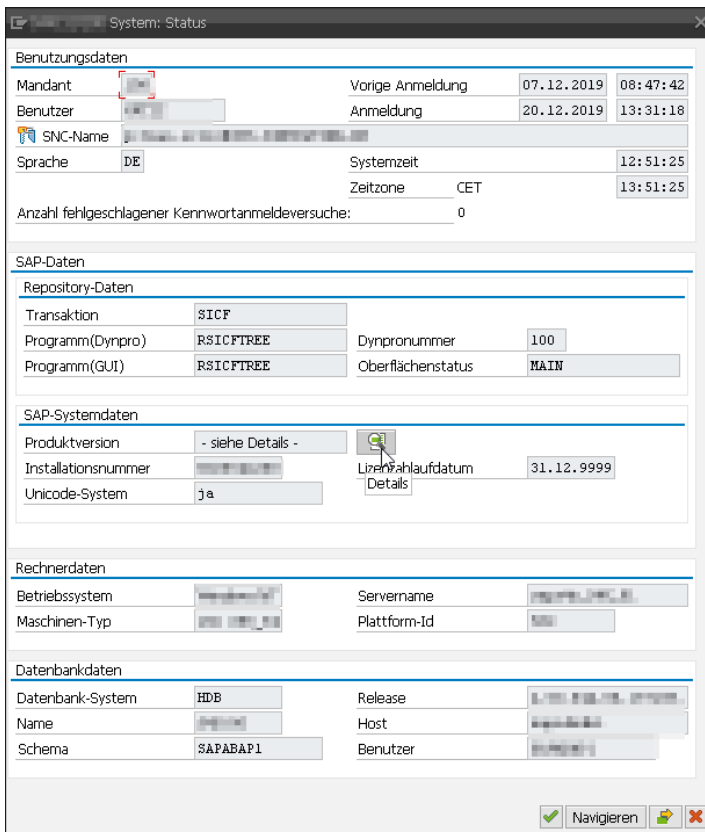 System: Status
Benutzungsdaten
Mandant Vorige Anmeldung 07.12.2019 08:47:42
Benutzer Anmeldung 20.12.2019 13:31:18
SNC-Name
Sprache DE Systemzeit 12:51:25
Zeitzone CET 13:51:25
Anzahl fehlgeschlagener Kennwortanmeldeversuche: 0
SAP-Daten
Repository-Daten
Transaktion SICF
Programm(Dynpro) RSICFTREE Dynpronummer 100
Programm(GUI) RSICFTREE Oberflächenstatus MAIN
SAP-Systemdaten
Produktversion - siehe Details -
Installationsnummer Lizenzablaufdatum 31.12.9999
Details
Unicode-System ja
Rechnerdaten
Betriebssystem Servername
Maschinen-Typ Plattform-Id
Datenbankdaten
Datenbank-System HDB Release
Name Host
Schema SAPABAP1 Benutzer
Navigieren